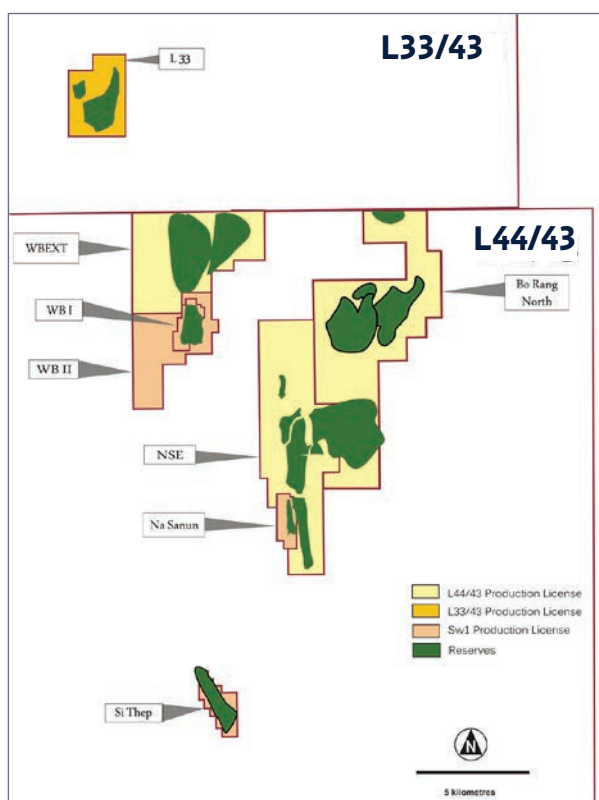 L33/43
L33
L44/43
WBEXT
Bo Rang
North
WB I
WB II
NSE
Na Sanun
L44/43 Production License
L33/43 Production License
Sw1 Production License
Reserves
Si Thep
N
5 kilometres